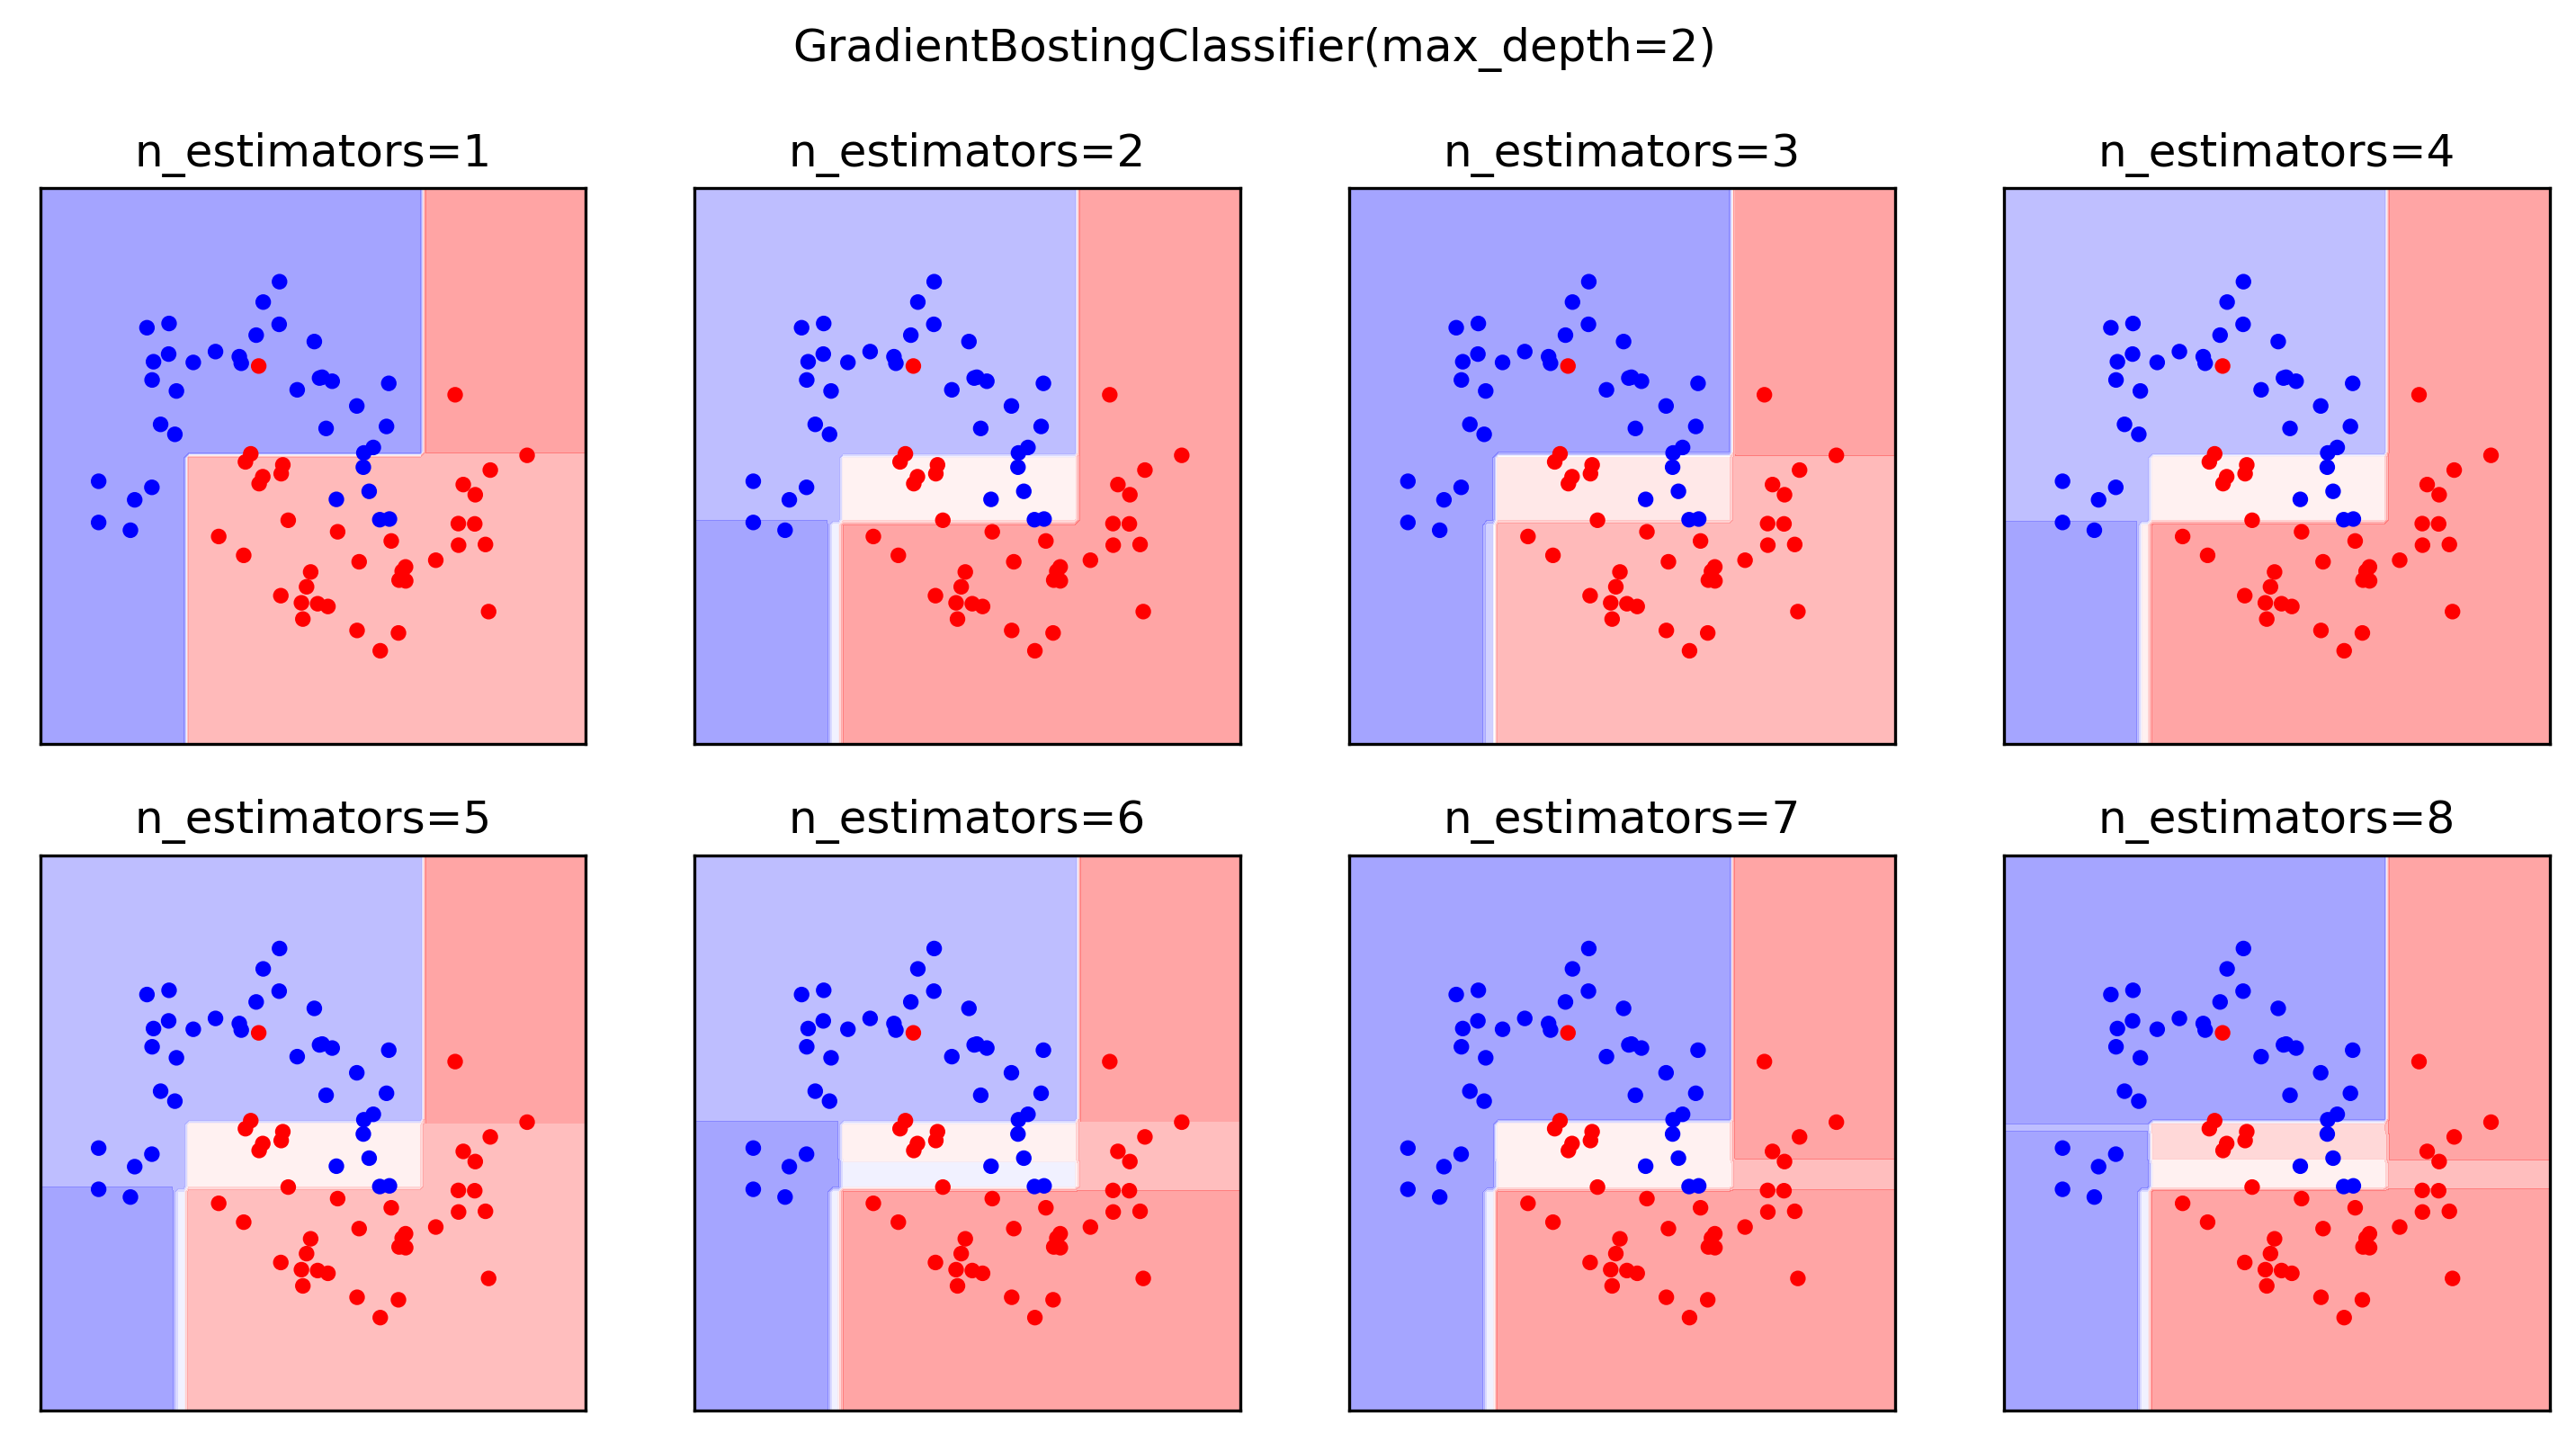 GradientBostingClassifier(max_depth=2)
n_estimators=1
n_estimators=2
n_estimators=3
n_estimators=4
n_estimators=5
n_estimators=6
n_estimators=7
n_estimators=8